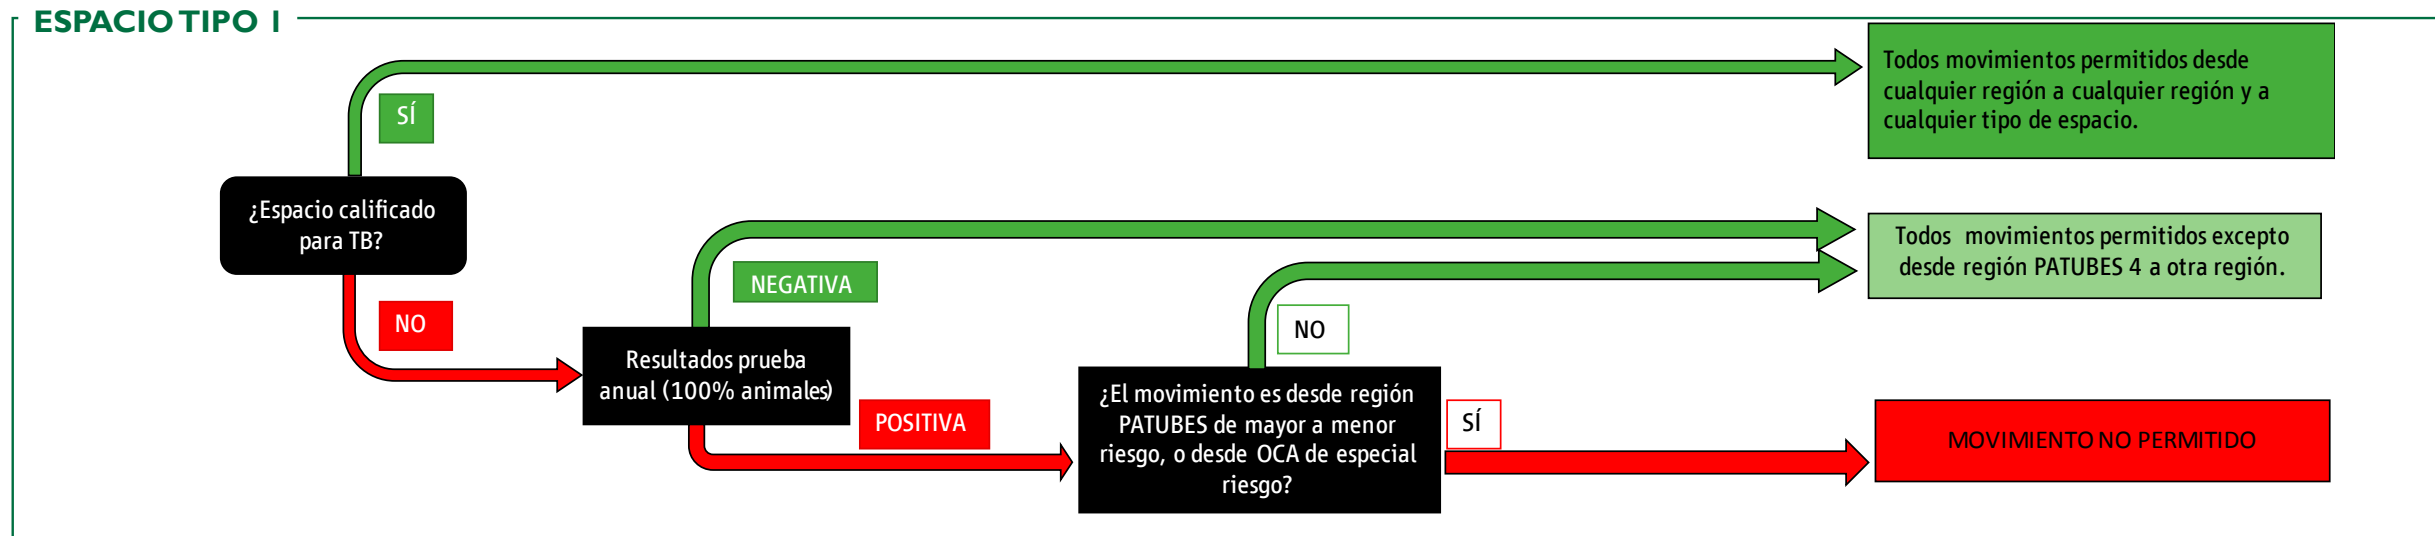 ESPACIO TIPO 1
Todos movimientos permitidos desde
cualquier región a cualquier región y a
cualquier tipo de espacio.
SÍ
¿Espacio calificado
para TB?
NO
NEGATIVA
Todos movimientos permitidos excepto
desde región PATUBES 4 a otra región.
Resultados prueba
anual (100% animales)
POSITIVA
NO
¿El movimiento es desde región
PATUBES de mayor a menor
riesgo, o desde OCA de especial
riesgo?
SÍ
MOVIMIENTO NO PERMITIDO